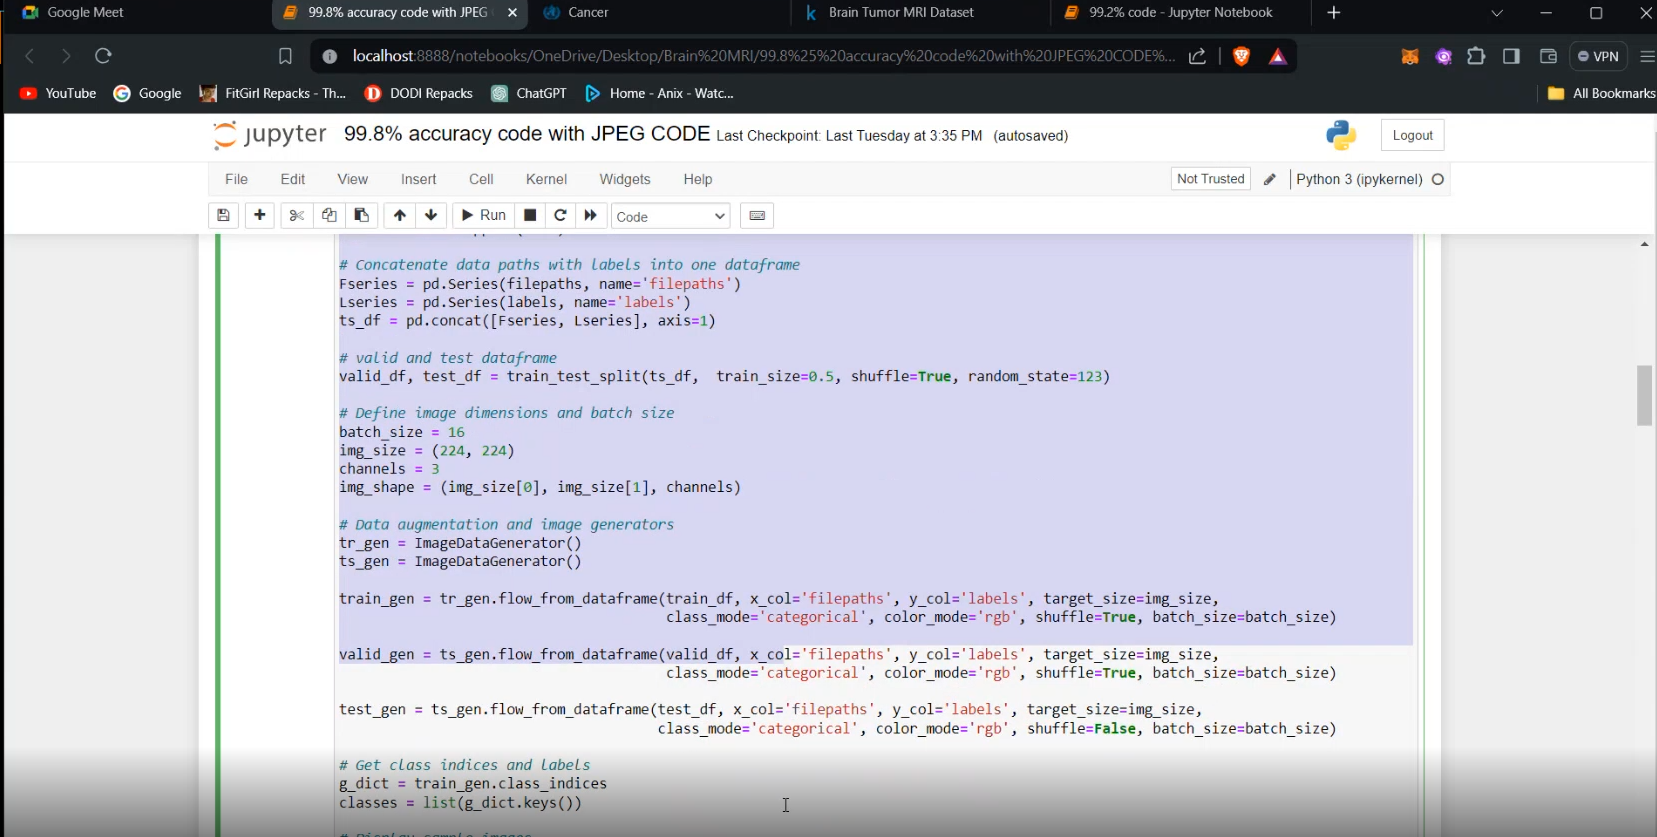 Google Meet
99.8% accuracy code with JPEG
Cancer
Brain Tumor MRI Dataset
99.2% code - Jupyter Notebook
localhost:8888/notebooks/OneDrive/Desktop/Brain%20MRI/99.8%25%20accuracy%20code%20with%20JPEG%20CODE%...
VPN
YouTube
Google
FitGirl Repacks - Th...
DODI Repacks
ChatGPT
Home - Anix - Watc...
All Bookmarks
jupyter 99.8% accuracy code with JPEG CODE Last Checkpoint: Last Tuesday at 3:35 PM (autosaved)
Logout
File Edit View Insert Cell Kernel Widgets Help
Not Trusted
Python 3 (ipykernel)
Run
Code
# Concatenate data paths with labels into one dataframe
Fseries = pd.Series(filepaths, name='filepaths')
Lseries = pd.Series(labels, name='labels')
ts_df = pd.concat([Fseries, Lseries], axis=1)
# valid and test dataframe
valid_df, test_df = train_test_split(ts_df,  train_size=0.5, shuffle=True, random_state=123)
# Define image dimensions and batch size
batch_size = 16
img_size = (224, 224)
channels = 3
img_shape = (img_size[0], img_size[1], channels)
# Data augmentation and image generators
tr_gen = ImageDataGenerator()
ts_gen = ImageDataGenerator()
train_gen = tr_gen.flow_from_dataframe(train_df, x_col='filepaths', y_col='labels', target_size=img_size,
class_mode='categorical', color_mode='rgb', shuffle=True, batch_size=batch_size)
valid_gen = ts_gen.flow_from_dataframe(valid_df, x_col='filepaths', y_col='labels', target_size=img_size,
class_mode='categorical', color_mode='rgb', shuffle=True, batch_size=batch_size)
test_gen = ts_gen.flow_from_dataframe(test_df, x_col='filepaths', y_col='labels', target_size=img_size,
class_mode='categorical', color_mode='rgb', shuffle=False, batch_size=batch_size)
# Get class indices and labels
g_dict = train_gen.class_indices
classes = list(g_dict.keys())
# Display sample images